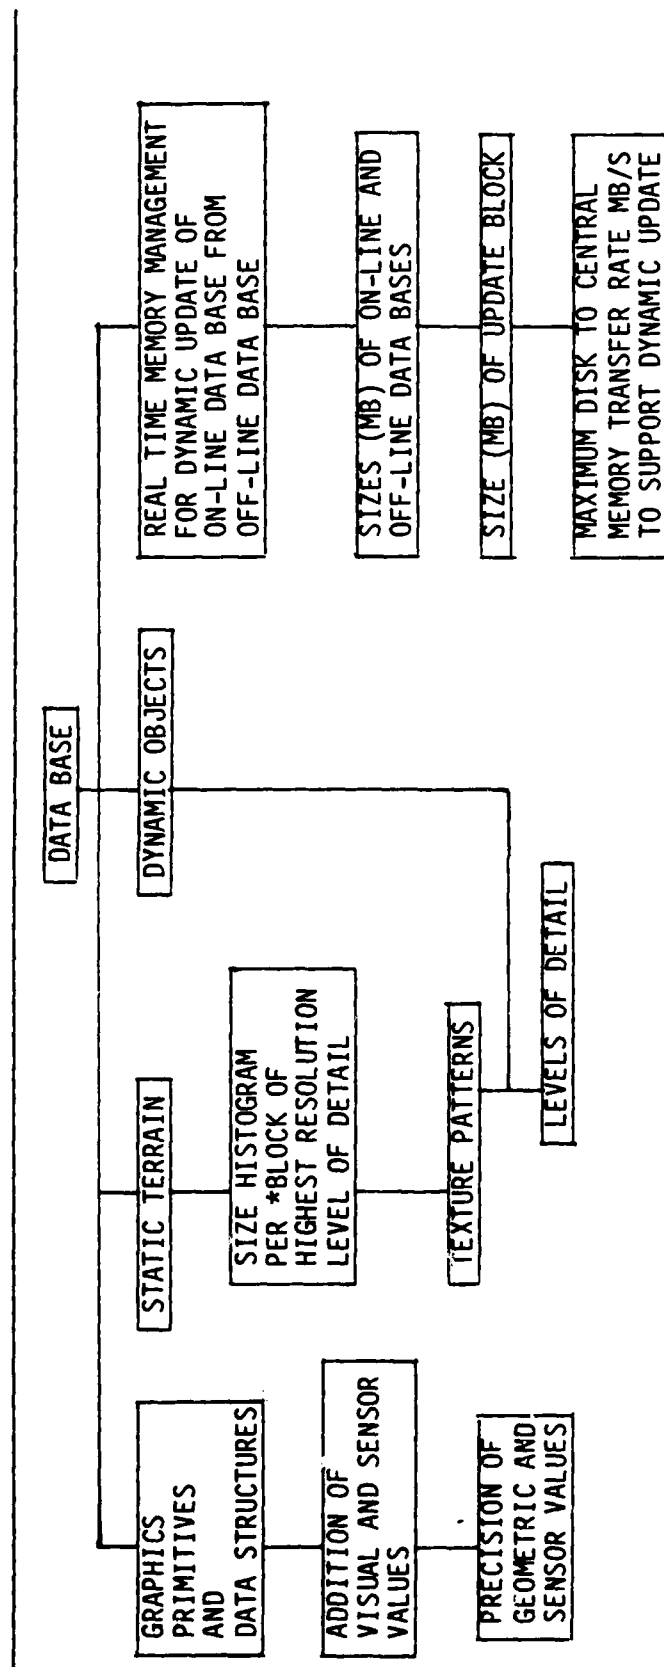 DATA BASE
GRAPHICS
PRIMITIVES
AND
DATA STRUCTURES
ADDITION OF
VISUAL AND SENSOR
VALUES
PRECISION OF
GEOMETRIC AND
SENSOR VALUES
STATIC TERRAIN
SIZE HISTOGRAM
PER *BLOCK OF
HIGHEST RESOLUTION
LEVEL OF DETAIL
TEXTURE PATTERNS
DYNAMIC OBJECTS
LEVELS OF DETAIL
REAL TIME MEMORY MANAGEMENT
FOR DYNAMIC UPDATE OF
ON-LINE DATA BASE FROM
OFF-LINE DATA BASE
SIZES (MB) OF ON-LINE AND
OFF-LINE DATA BASES
SIZE (MB) OF UPDATE BLOCK
MAXIMUM DISK TO CENTRAL
MEMORY TRANSFER RATE MB/S
TO SUPPORT DYNAMIC UPDATE